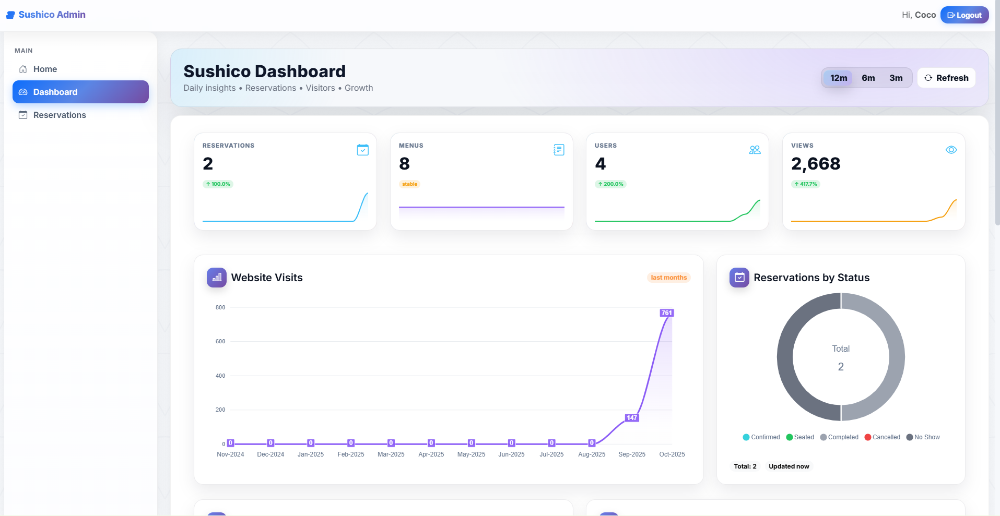 Sushico Admin
Hi, Coco
Logout
MAIN
Home
Dashboard
Reservations
Sushico Dashboard
Daily insights • Reservations • Visitors • Growth
12m
6m
3m
Refresh
RESERVATIONS
2
↑ 100.0%
MENUS
8
stable
USERS
4
↑ 200.0%
VIEWS
2,668
↑ 417.7%
Website Visits
last months
800
600
400
200
0
0
0
0
0
0
0
0
0
0
0
147
761
Nov-2024
Dec-2024
Jan-2025
Feb-2025
Mar-2025
Apr-2025
May-2025
Jun-2025
Jul-2025
Aug-2025
Sep-2025
Oct-2025
Reservations by Status
Total
2
Confirmed
Seated
Completed
Cancelled
No Show
Total: 2
Updated now